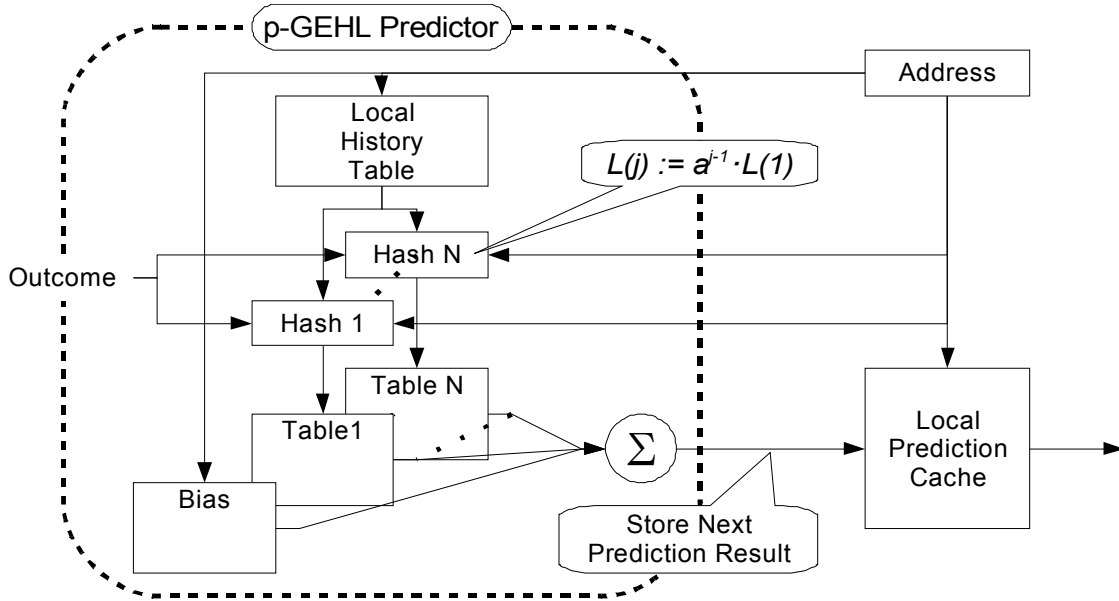 p-GEHL Predictor
Address
Local
History
Table
L(j) := a^{j-1}·L(1)
Hash N
Outcome
Hash 1
Table N
Table1
Bias
Σ
Local
Prediction
Cache
Store Next
Prediction Result